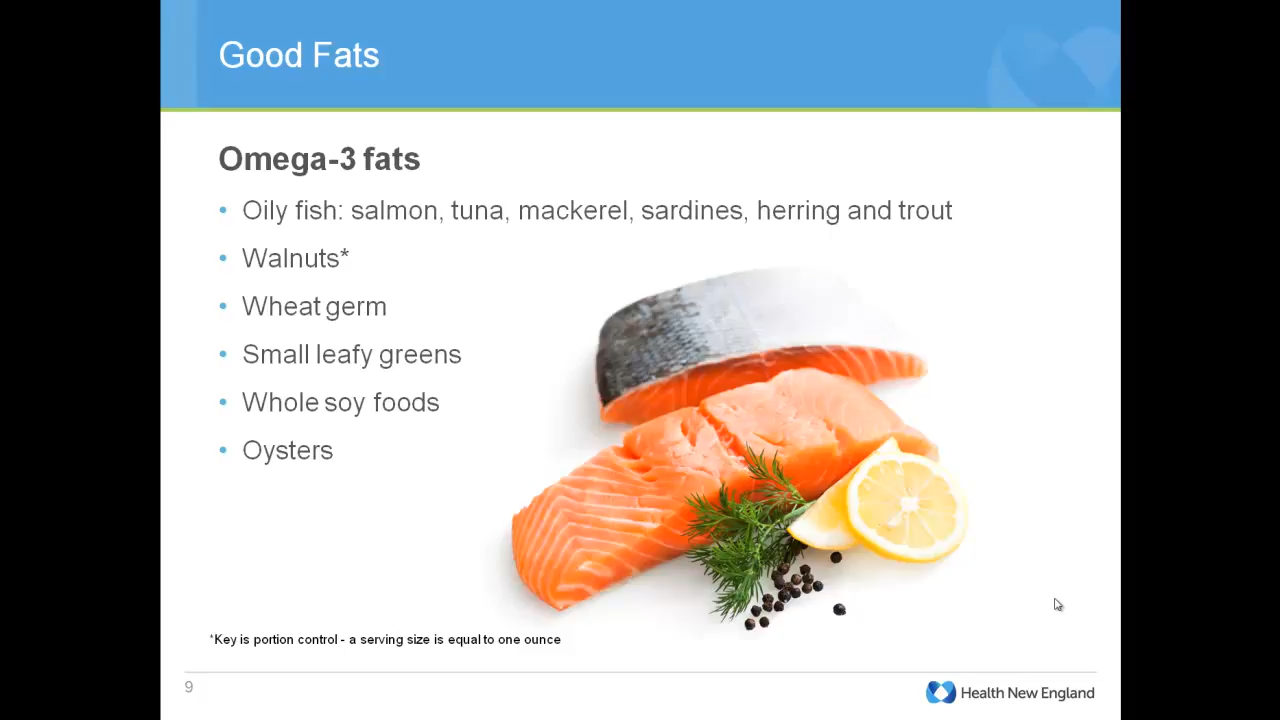 Good Fats
Omega-3 fats
• Oily fish: salmon, tuna, mackerel, sardines, herring and trout
• Walnuts*
• Wheat germ
• Small leafy greens
• Whole soy foods
• Oysters
*Key is portion control - a serving size is equal to one ounce
9
Health New England